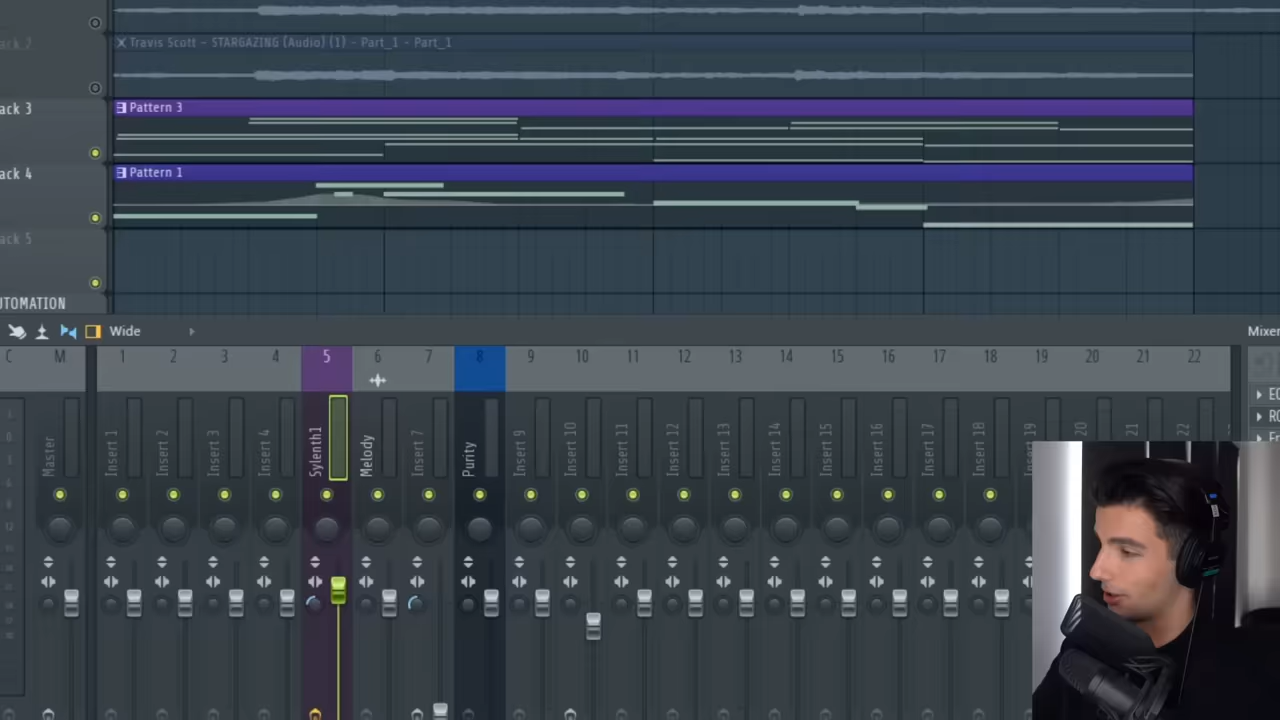 ack 2
Travis Scott - STARGAZING (Audio) (1) - Part_1 - Part_1
ack 3
Pattern 3
ack 4
Pattern 1
ack 5
UTOMATION
Wide
Mixer
C M 1 2 3 4 5 6 7 8 9 10 11 12 13 14 15 16 17 18 19 20 21 22
Master
Insert 1
Insert 2
Insert 3
Insert 4
Sylenth1
Melody
Insert 7
Purity
Insert 9
Insert 10
Insert 11
Insert 12
Insert 13
Insert 14
Insert 15
Insert 16
Insert 17
Insert 18